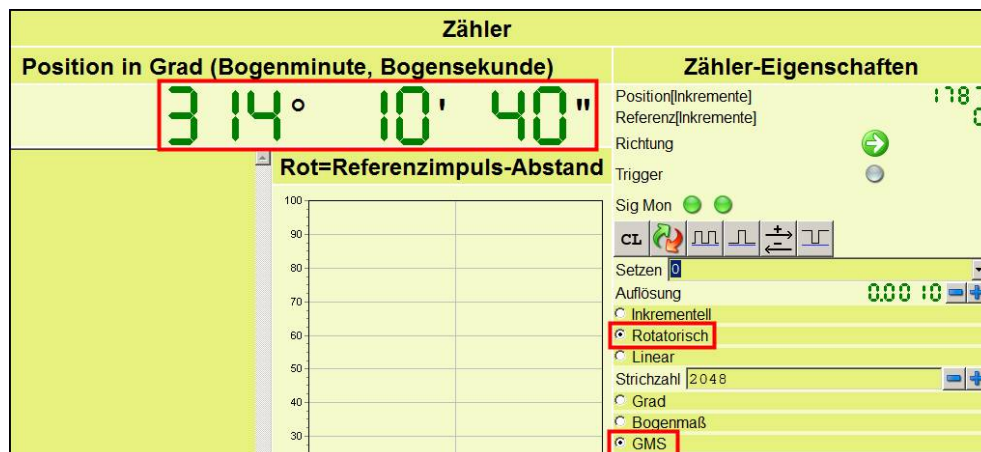 Zähler
Position in Grad (Bogenminute, Bogensekunde)
314° 10' 40"
Rot=Referenzimpuls-Abstand
100
90
80
70
60
50
40
30
Zähler-Eigenschaften
Position[Inkremente] 1787
Referenz[Inkremente] 0
Richtung
Trigger
Sig Mon
CL
Setzen 0
Auflösung 0.0010
Inkrementell
Rotatorisch
Linear
Strichzahl 2048
Grad
Bogenmaß
GMS